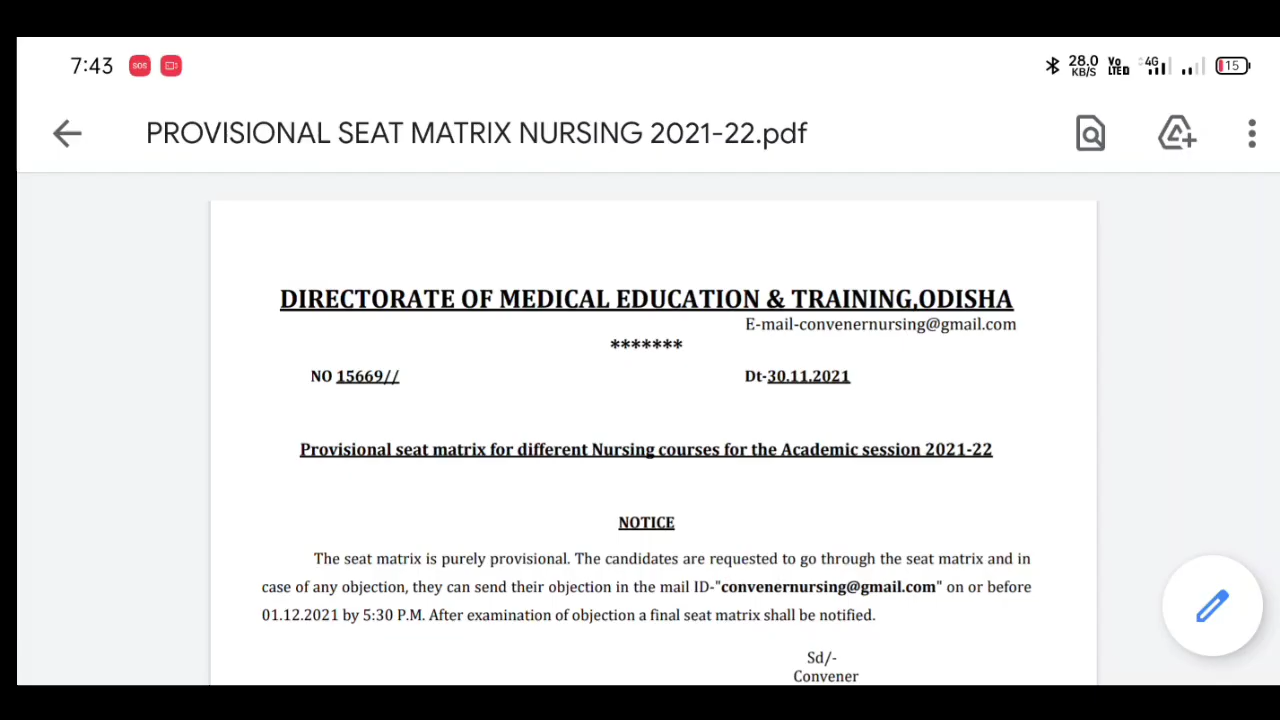 7:43 SOS 28.0 KB/S Vo LTED 4G 15
PROVISIONAL SEAT MATRIX NURSING 2021-22.pdf
DIRECTORATE OF MEDICAL EDUCATION & TRAINING,ODISHA
E-mail-convenernursing@gmail.com
*******
NO 15669// Dt-30.11.2021
Provisional seat matrix for different Nursing courses for the Academic session 2021-22
NOTICE
The seat matrix is purely provisional. The candidates are requested to go through the seat matrix and in
case of any objection, they can send their objection in the mail ID-"convenernursing@gmail.com" on or before
01.12.2021 by 5:30 P.M. After examination of objection a final seat matrix shall be notified.
Sd/-
Convener